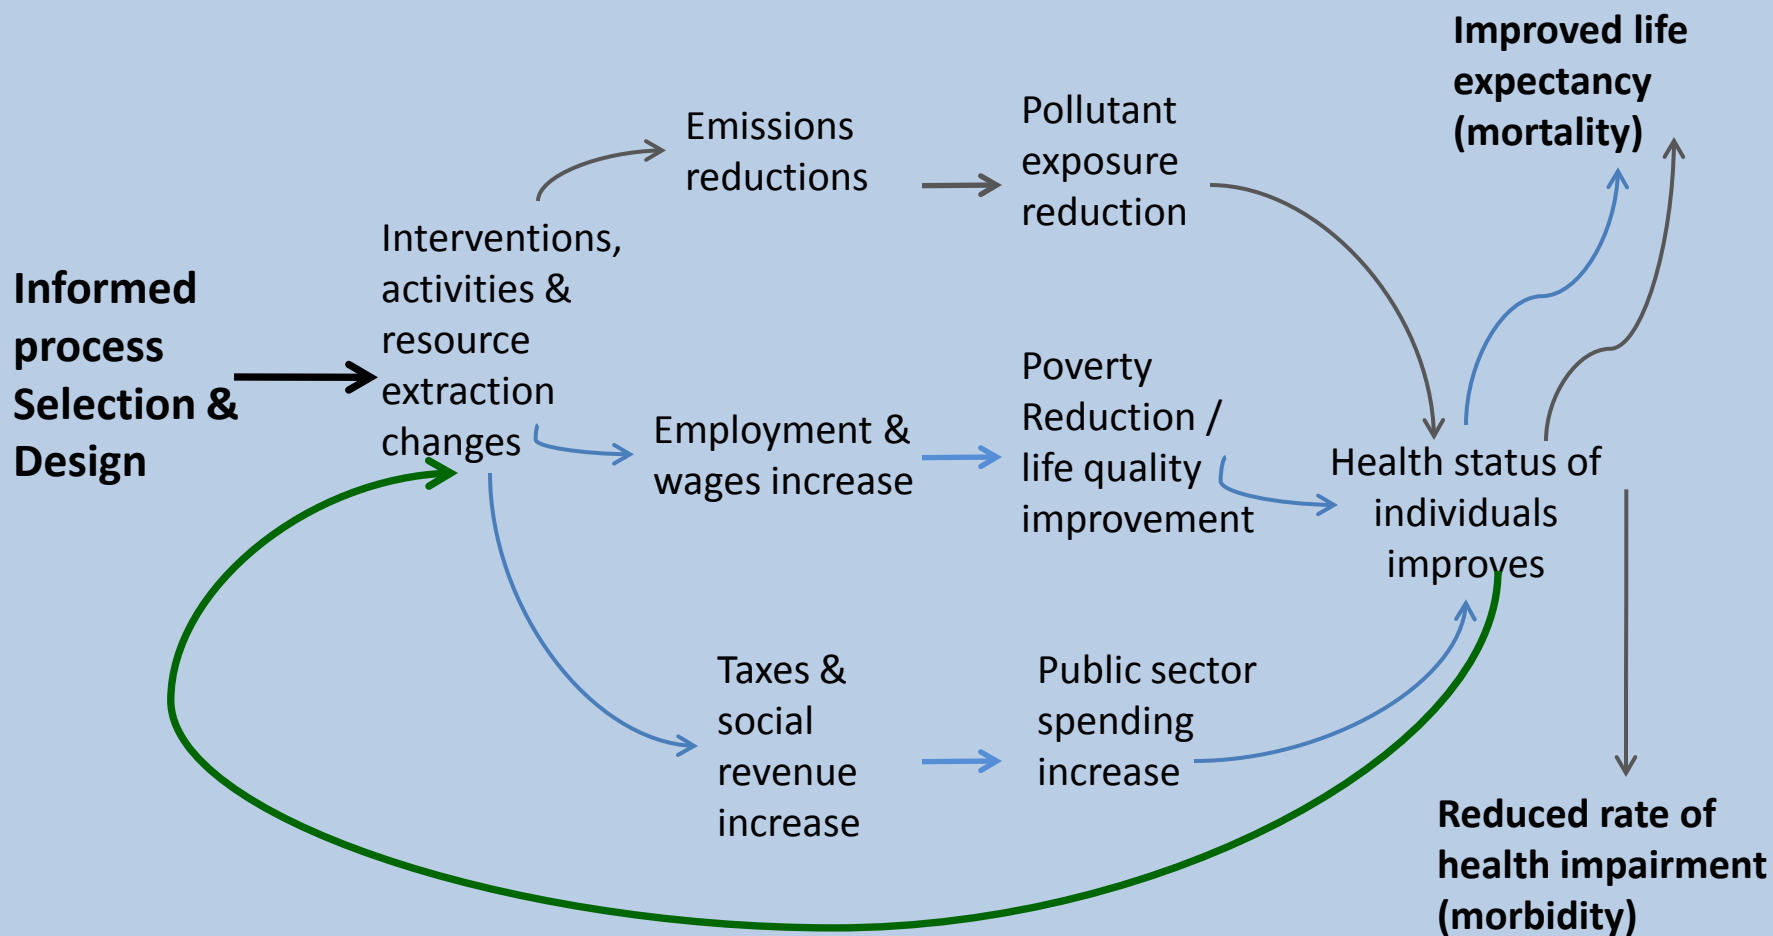 Informed
process
Selection &
Design
Interventions,
activities &
resource
extraction
changes
Emissions
reductions
Pollutant
exposure
reduction
Employment &
wages increase
Poverty
Reduction /
life quality
improvement
Taxes &
social
revenue
increase
Public sector
spending
increase
Health status of
individuals
improves
Improved life
expectancy
(mortality)
Reduced rate of
health impairment
(morbidity)